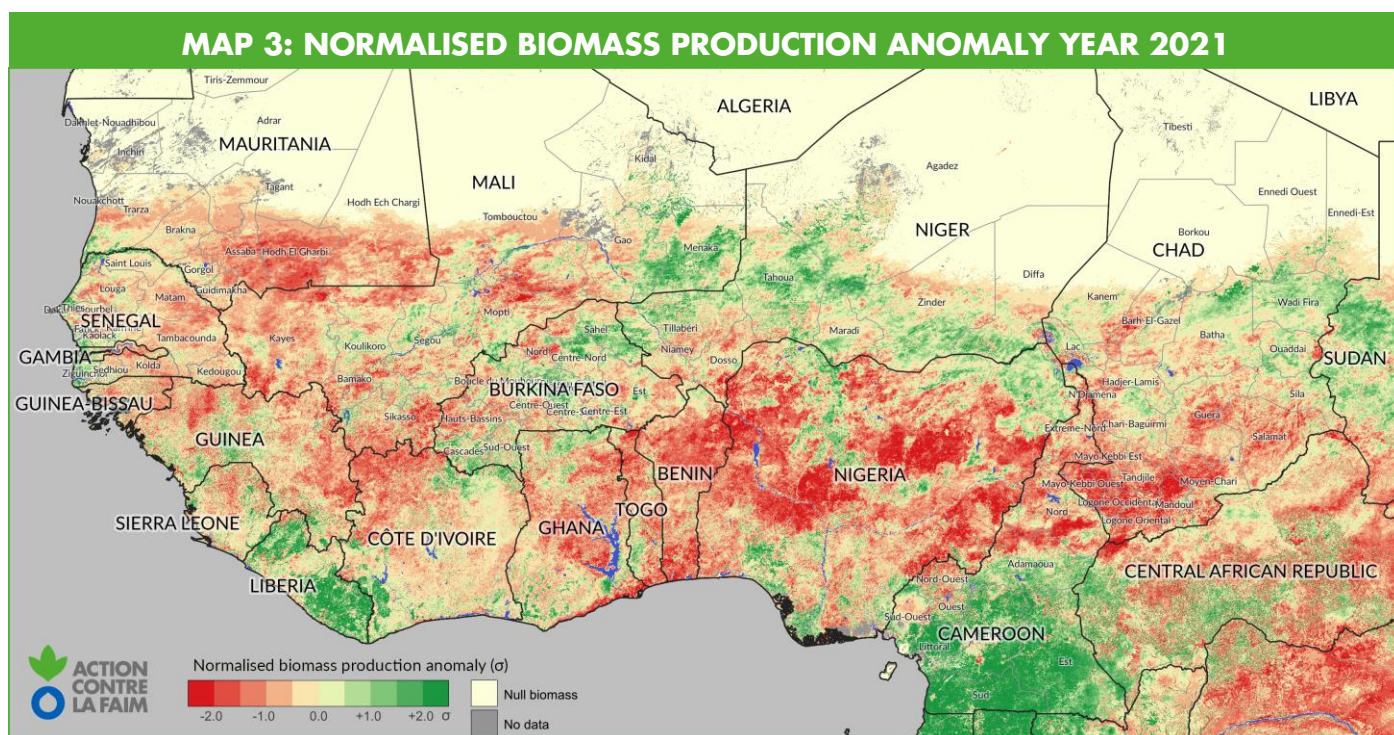 MAP 3: NORMALISED BIOMASS PRODUCTION ANOMALY YEAR 2021
Tiris-Zemmour
ALGERIA
LIBYA
Dakhlet-Nouadhibou
Adrar
Tibesti
MAURITANIA
Inchiri
Kidal
Agadez
MALI
Tagant
Ennedi Ouest
Nouakchott
Trarza
Hodh Ech Chargi
Tombouctou
Ennedi-Est
Brakna
NIGER
Borkou
Gao
CHAD
Assaba
Hodh El Gharbi
Menaka
Saint Louis
Gorgol
Tahoua
Diffa
Louga
Guidimakha
Matam
Zinder
Kanem
Wadi Fira
Thies
Mopti
Barh-El-Gazel
SENEGAL
Sahel
Tillabéri
Maradi
Batha
Kaolack
Tambacounda
Kayes
Koulikoro
Segou
Nord
Centre-Nord
Niamey
Dosso
Lac
Ouaddai
GAMBIA
SUDAN
Ziguinchor
Sedhiou
Kolda
Kedougou
Bamako
Est
Hadjer-Lamis
BURKINA FASO
N'Djamena
Sila
GUINEA-BISSAU
Sikasso
Hauts-Bassins
Centre-Ouest
Centre-Est
Guera
GUINEA
Extreme-Nord
Chari-Baguirmi
Salamat
Cascades
Sud-Ouest
Mayo Kebbi Est
BENIN
NIGERIA
Mayo-Kebbi Ouest
Tandjile
Moyen-Chari
SIERRA LEONE
TOGO
Logone Occidental
Mandoul
GHANA
Nord
Logone Oriental
CÔTE D'IVOIRE
Adamaoua
LIBERIA
Nord-Ouest
CENTRAL AFRICAN REPUBLIC
Ouest
Sud-Ouest
CAMEROON
Littoral
Est
Sud
ACTION
CONTRE
LA FAIM
Normalised biomass production anomaly (σ)
-2.0 -1.0 0.0 +1.0 +2.0 σ
Null biomass
No data